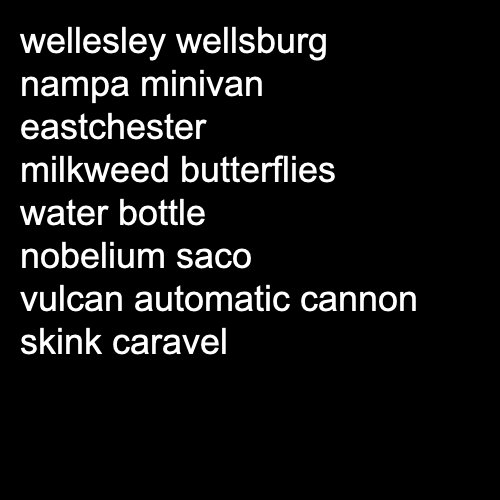 wellesley wellsburg
nampa minivan
eastchester
milkweed butterflies
water bottle
nobelium saco
vulcan automatic cannon
skink caravel